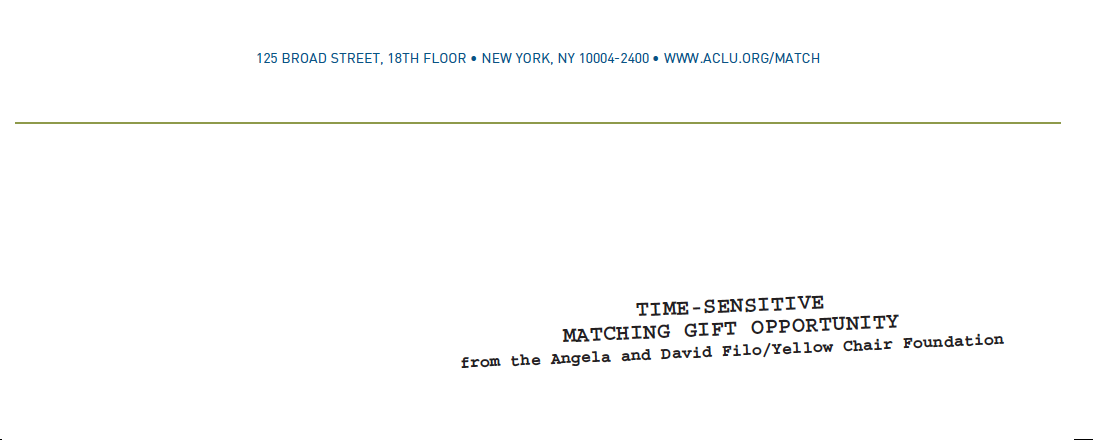 125 BROAD STREET, 18TH FLOOR • NEW YORK, NY 10004-2400 • WWW.ACLU.ORG/MATCH
TIME-SENSITIVE
MATCHING GIFT OPPORTUNITY
from the Angela and David Filo/Yellow Chair Foundation